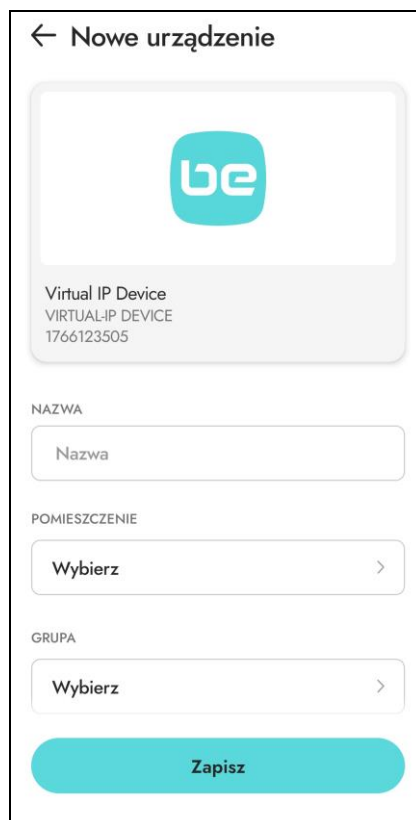 Nowe urządzenie
be
Virtual IP Device
VIRTUAL-IP DEVICE
1766123505
NAZWA
Nazwa
POMIESZCZENIE
Wybierz
GRUPA
Wybierz
Zapisz